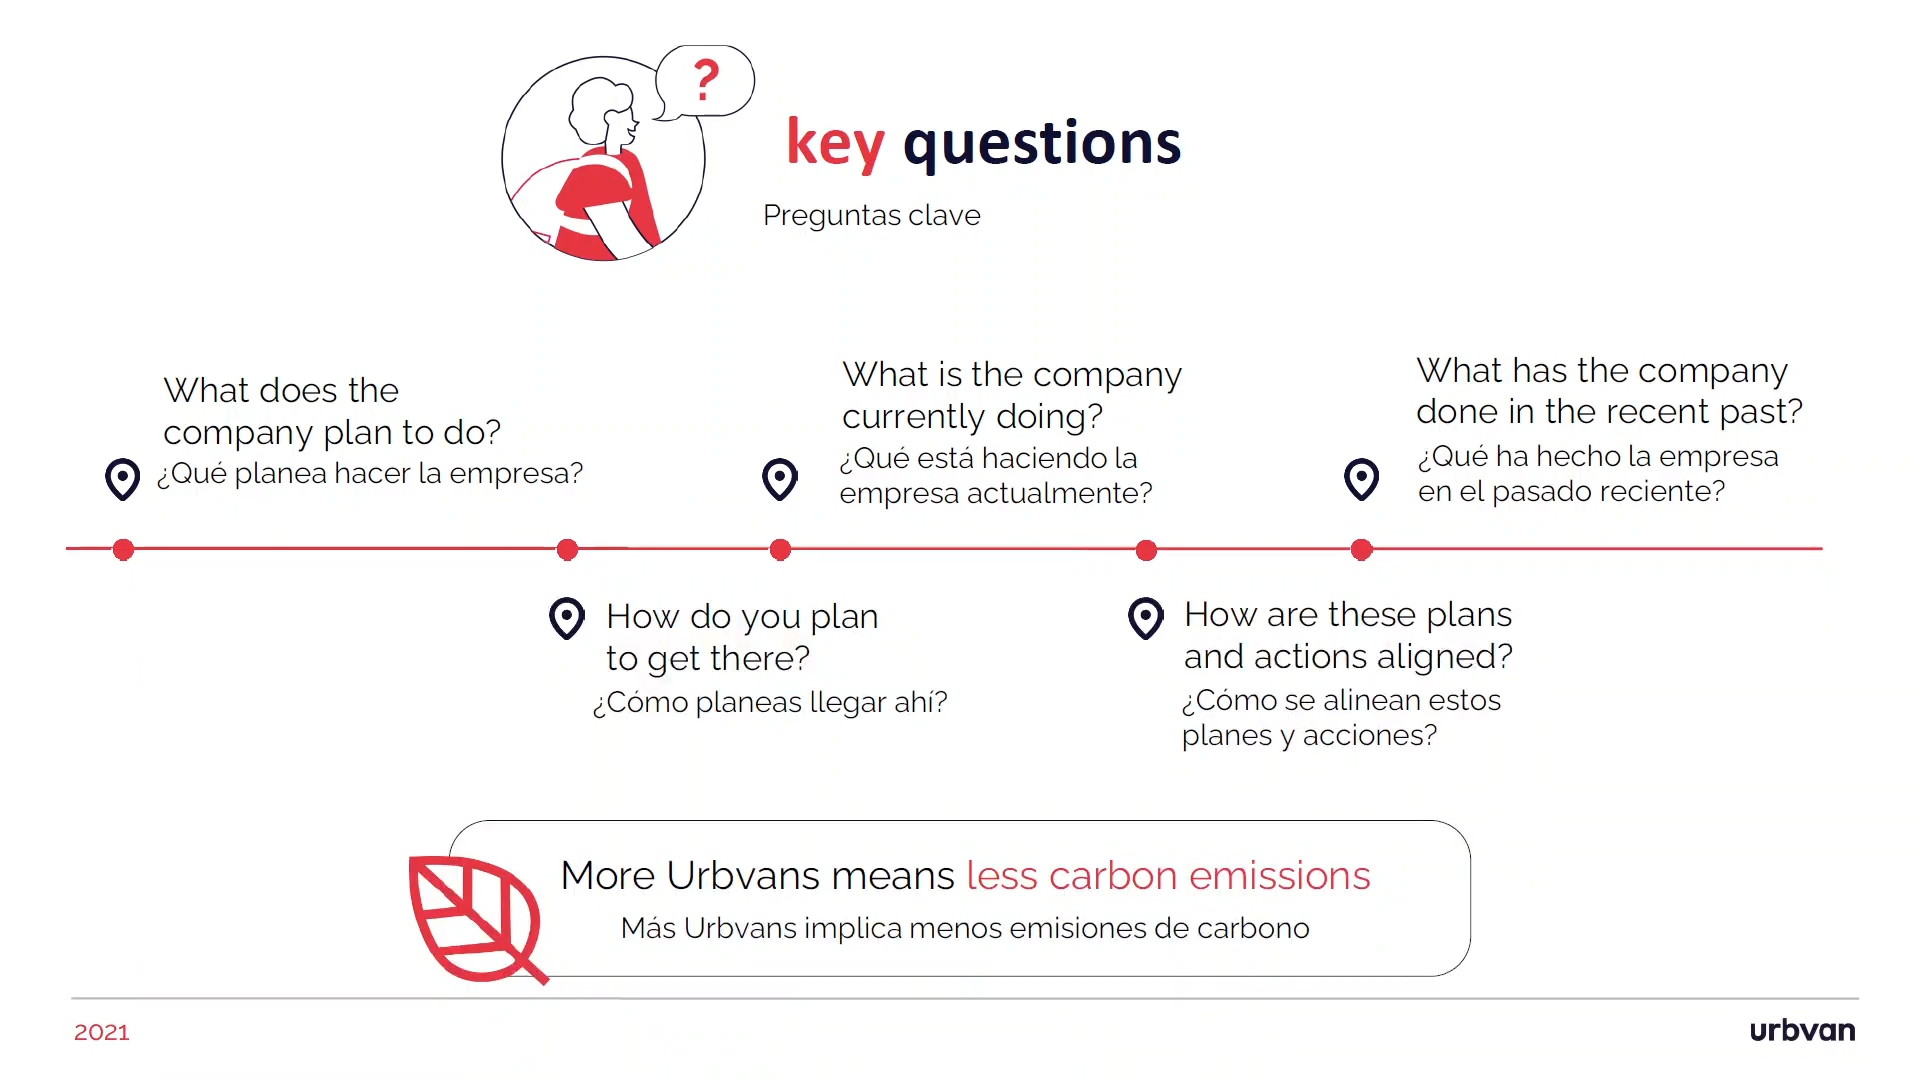 ?
key questions
Preguntas clave
What does the
company plan to do?
¿Qué planea hacer la empresa?
How do you plan
to get there?
¿Cómo planeas llegar ahí?
What is the company
currently doing?
¿Qué está haciendo la
empresa actualmente?
How are these plans
and actions aligned?
¿Cómo se alinean estos
planes y acciones?
What has the company
done in the recent past?
¿Qué ha hecho la empresa
en el pasado reciente?
More Urbvans means less carbon emissions
Más Urbvans implica menos emisiones de carbono
2021
urbvan